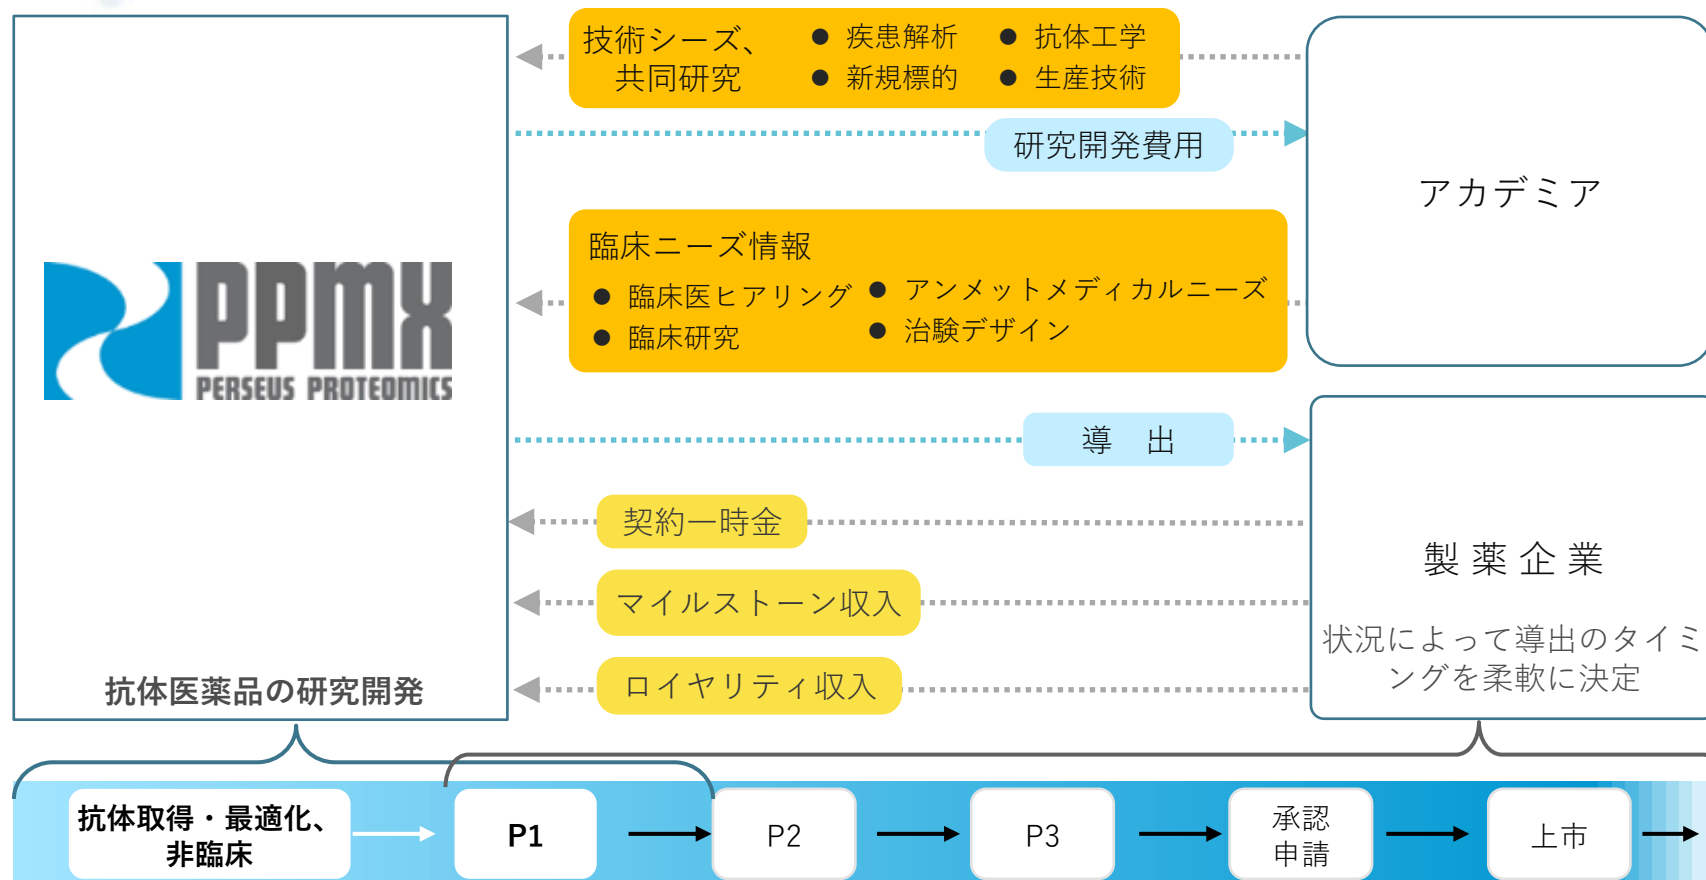 技術シーズ、
共同研究
● 疾患解析 ● 抗体工学
● 新規標的 ● 生産技術
研究開発費用
アカデミア
臨床ニーズ情報
● 臨床医ヒアリング ● アンメットメディカルニーズ
● 臨床研究 ● 治験デザイン
PPMX
PERSEUS PROTEOMICS
導 出
契約一時金
製薬企業
マイルストーン収入
状況によって導出のタイミ
ングを柔軟に決定
ロイヤリティ収入
抗体医薬品の研究開発
抗体取得・最適化、
非臨床
P1
P2
P3
承認
申請
上市